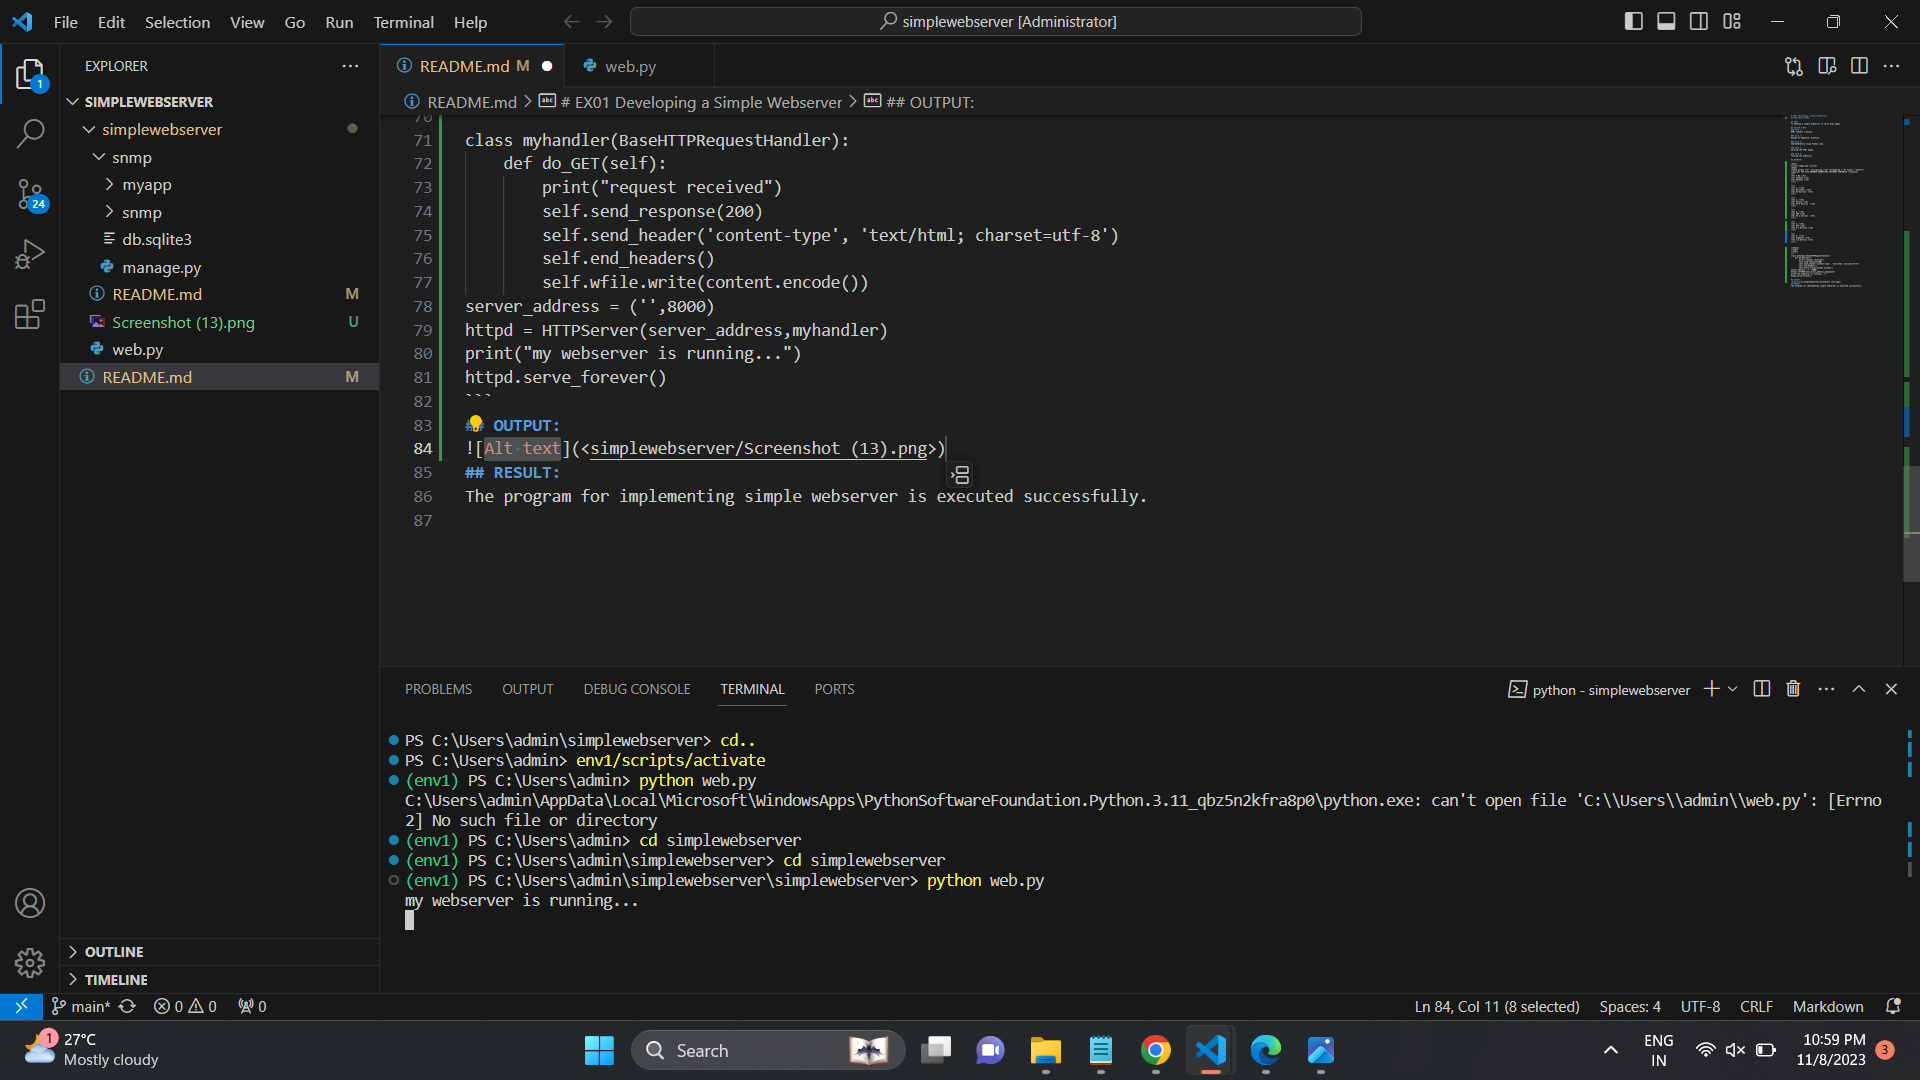 File Edit Selection View Go Run Terminal Help
simplewebserver [Administrator]
EXPLORER
1
SIMPLEWEBSERVER
simplewebserver
snmp
myapp
24
snmp
db.sqlite3
manage.py
README.md M
Screenshot (13).png U
web.py
README.md M
OUTLINE
TIMELINE
README.md M
web.py
README.md > # EX01 Developing a Simple Webserver > ## OUTPUT:
70
71 class myhandler(BaseHTTPRequestHandler):
72 def do_GET(self):
73 print("request received")
74 self.send_response(200)
75 self.send_header('content-type', 'text/html; charset=utf-8')
76 self.end_headers()
77 self.wfile.write(content.encode())
78 server_address = ('',8000)
79 httpd = HTTPServer(server_address,myhandler)
80 print("my webserver is running...")
81 httpd.serve_forever()
82 ```
83 ## OUTPUT:
84 ![Alt text](<simplewebserver/Screenshot (13).png>)
85 ## RESULT:
86 The program for implementing simple webserver is executed successfully.
87
PROBLEMS OUTPUT DEBUG CONSOLE TERMINAL PORTS
python - simplewebserver
PS C:\Users\admin\simplewebserver> cd..
PS C:\Users\admin> env1/scripts/activate
(env1) PS C:\Users\admin> python web.py
C:\Users\admin\AppData\Local\Microsoft\WindowsApps\PythonSoftwareFoundation.Python.3.11_qbz5n2kfra8p0\python.exe: can't open file 'C:\\Users\\admin\\web.py': [Errno
2] No such file or directory
(env1) PS C:\Users\admin> cd simplewebserver
(env1) PS C:\Users\admin\simplewebserver> cd simplewebserver
(env1) PS C:\Users\admin\simplewebserver\simplewebserver> python web.py
my webserver is running...
main* 0 0 0
Ln 84, Col 11 (8 selected) Spaces: 4 UTF-8 CRLF Markdown
1
27°C
Mostly cloudy
Search
ENG
IN
10:59 PM
11/8/2023
3